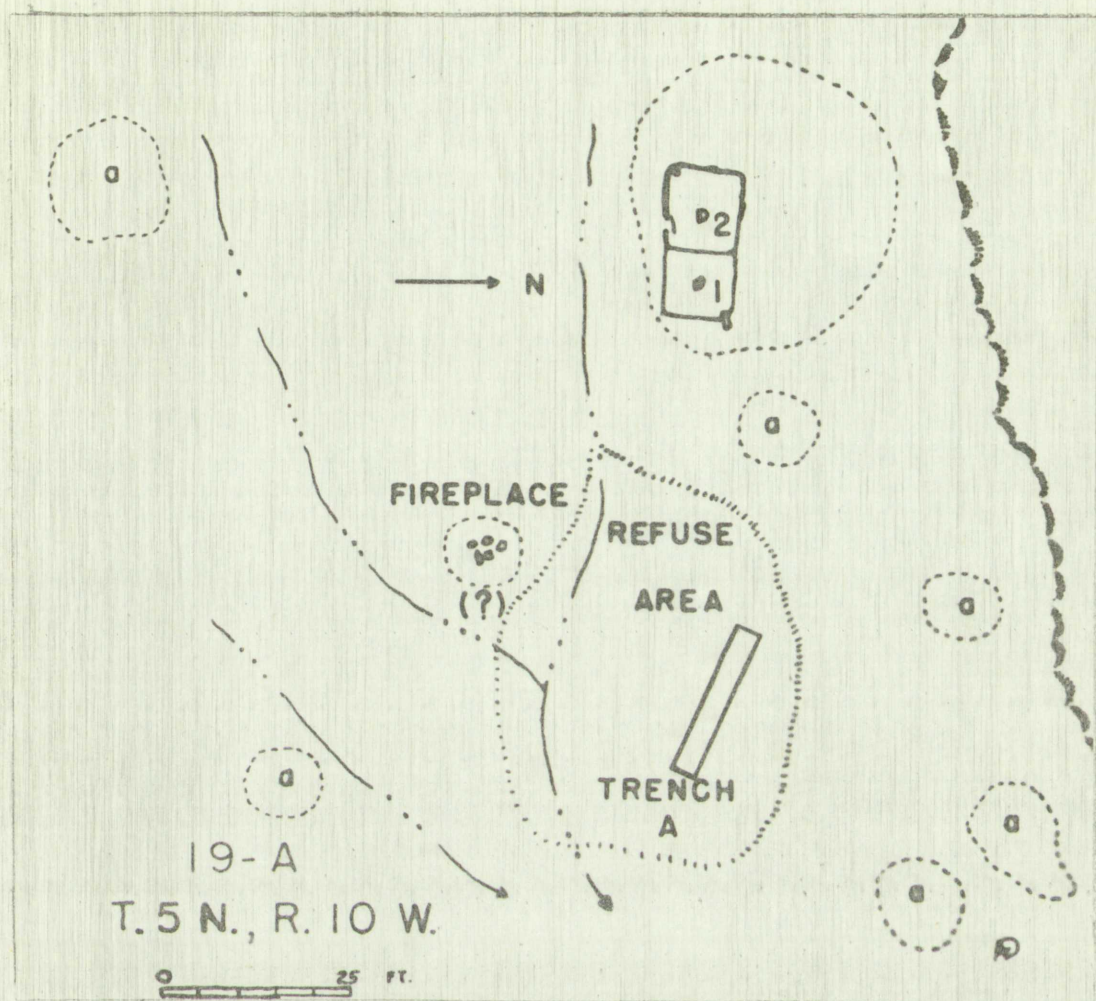 a
2
N
1
a
FIREPLACE
REFUSE
(?)
AREA
a
a
TRENCH
A
a
a
19-A
T. 5 N., R. 10 W.
0 25 FT.